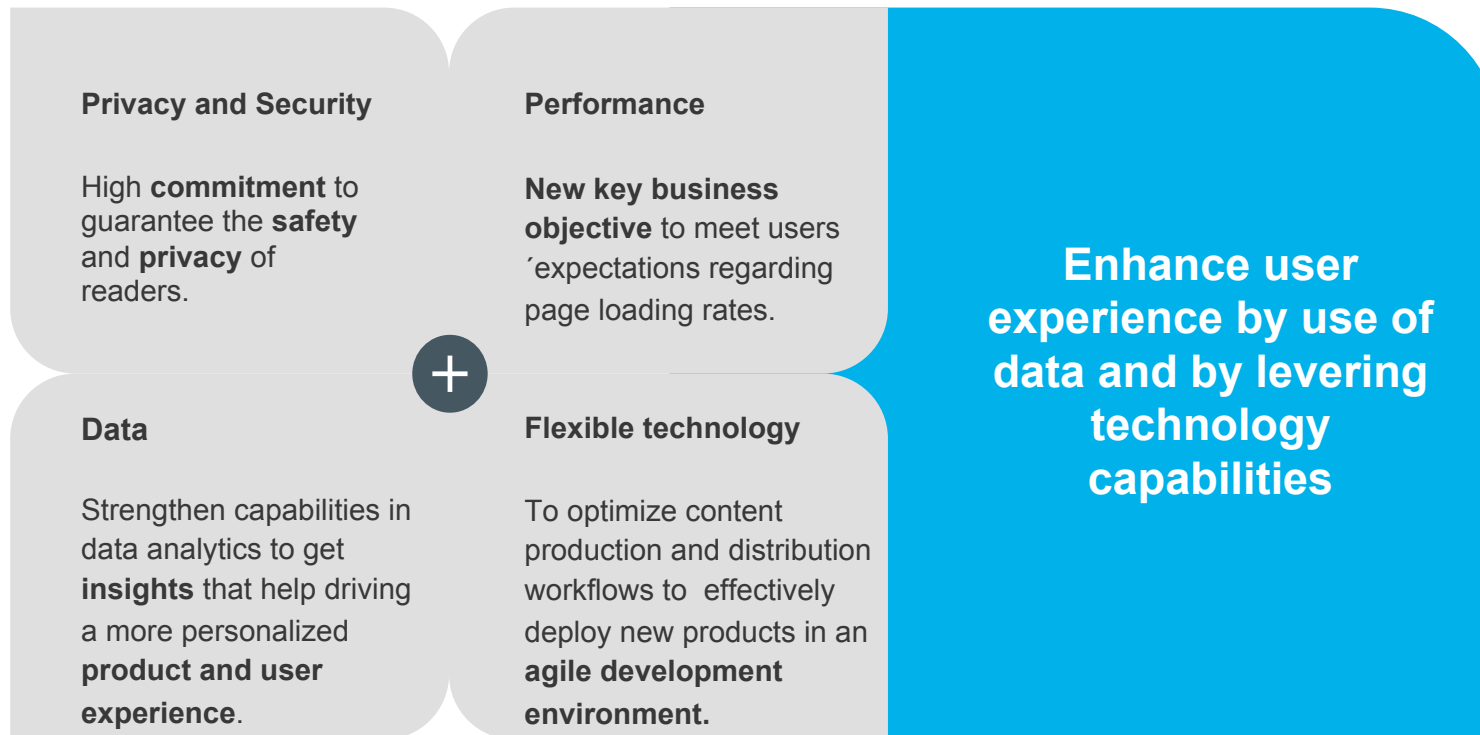 Privacy and Security
High commitment to
guarantee the safety
and privacy of
readers.
Performance
New key business
objective to meet users
´expectations regarding
page loading rates.
Data
Strengthen capabilities in
data analytics to get
insights that help driving
a more personalized
product and user
experience.
Flexible technology
To optimize content
production and distribution
workflows to  effectively
deploy new products in an
agile development
environment.
Enhance user
experience by use of
data and by levering
technology
capabilities